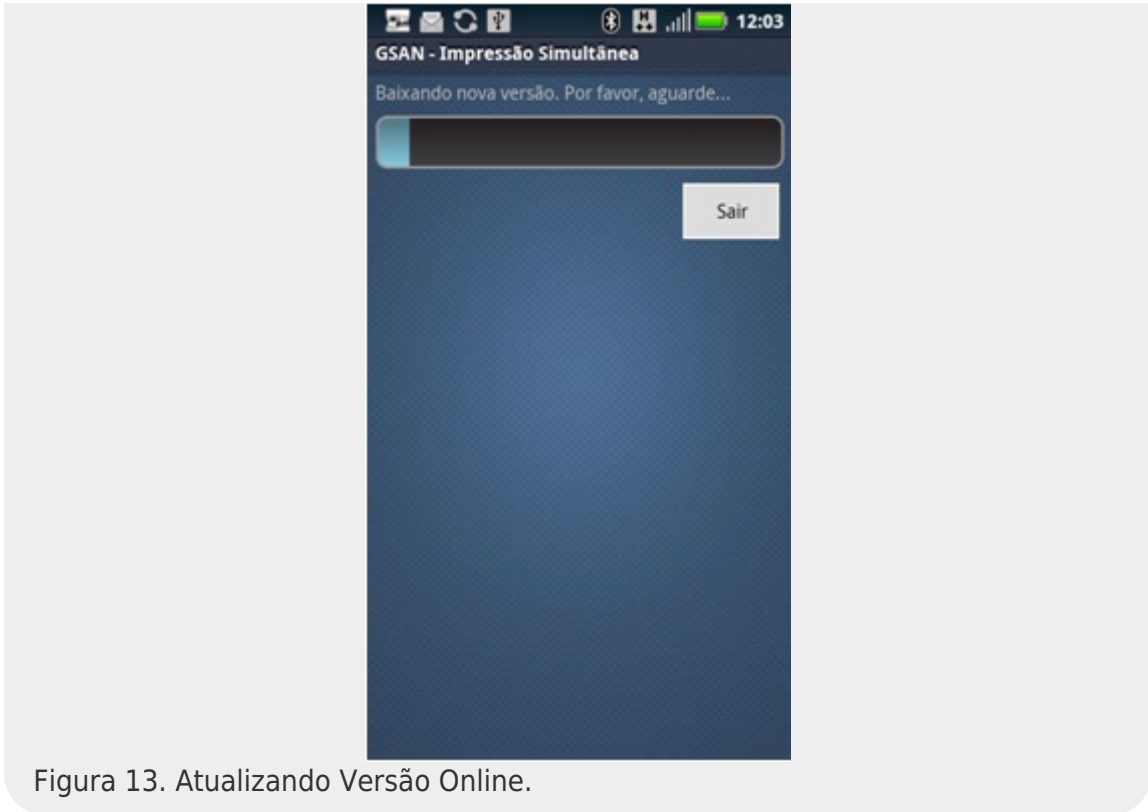 12:03
GSAN - Impressão Simultânea
Baixando nova versão. Por favor, aguarde...
Sair
Figura 13. Atualizando Versão Online.